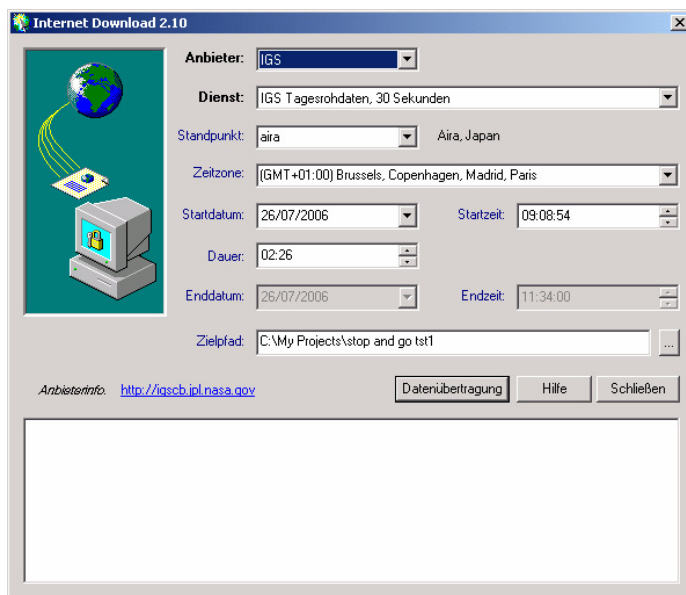 Internet Download 2.10
Anbieter: IGS
Dienst: IGS Tagesrohdaten, 30 Sekunden
Standpunkt: aira Aira, Japan
Zeitzone: (GMT+01:00) Brussels, Copenhagen, Madrid, Paris
Startdatum: 26/07/2006 Startzeit: 09:08:54
Dauer: 02:26
Enddatum: 26/07/2006 Endzeit: 11:34:00
Zielpfad: C:\My Projects\stop and go tst1 ...
Anbieterinfo. http://igscb.jpl.nasa.gov Datenübertragung Hilfe Schließen